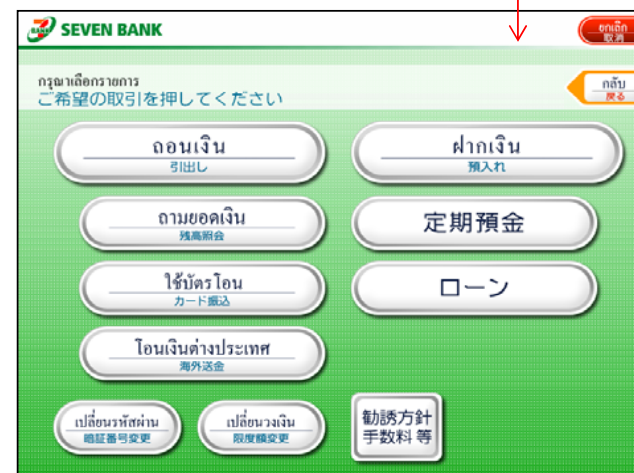 SEVEN BANK
ยกเลิก
取消
กรุณาเลือกรายการ
ご希望の取引を押してください
กลับ
戻る
ถอนเงิน
引出し
ฝากเงิน
預入れ
ถามยอดเงิน
残高照会
定期預金
ใช้บัตรโอน
カード振込
ローン
โอนเงินต่างประเทศ
海外送金
เปลี่ยนรหัสผ่าน
暗証番号変更
เปลี่ยนวงเงิน
限度額変更
勧誘方針
手数料 等